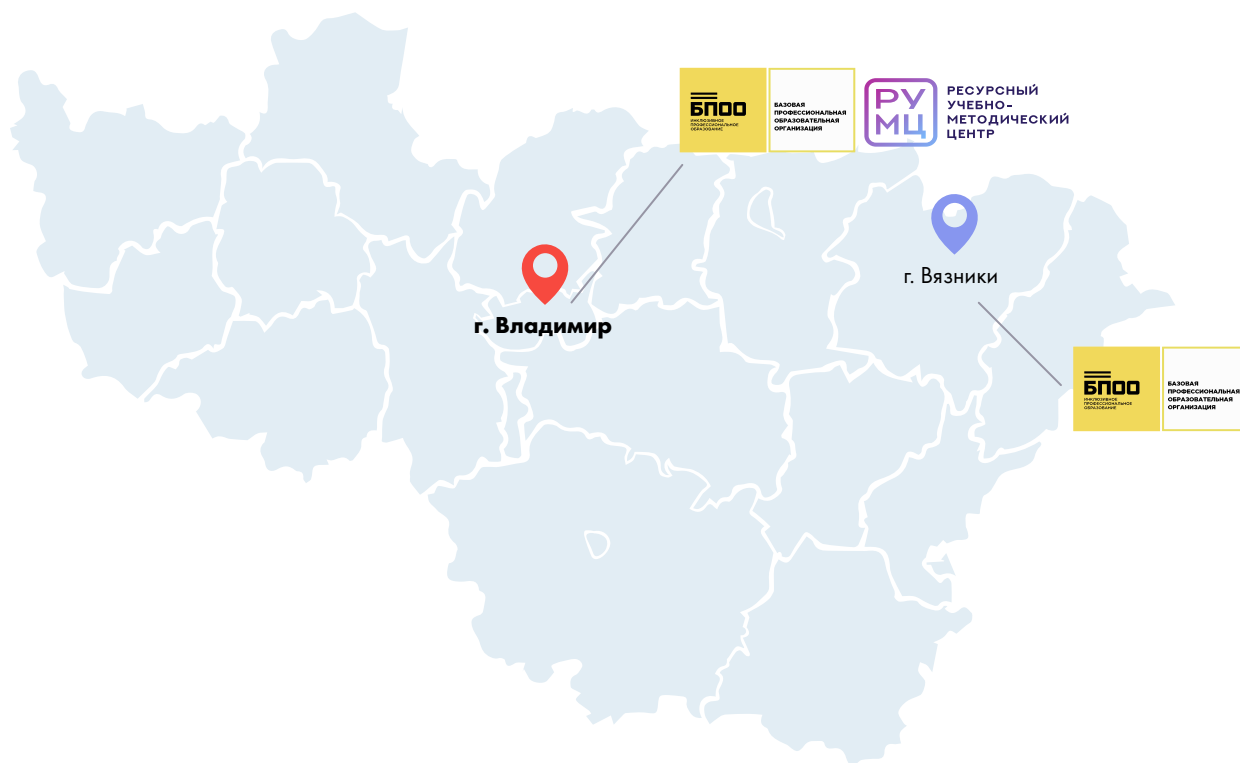 БПОО
ИНКЛЮЗИВНОЕ
ПРОФЕССИОНАЛЬНОЕ
ОБРАЗОВАНИЕ
БАЗОВАЯ
ПРОФЕССИОНАЛЬНАЯ
ОБРАЗОВАТЕЛЬНАЯ
ОРГАНИЗАЦИЯ
РУ
МЦ
РЕСУРСНЫЙ
УЧЕБНО-
МЕТОДИЧЕСКИЙ
ЦЕНТР
г. Вязники
г. Владимир
БПОО
ИНКЛЮЗИВНОЕ
ПРОФЕССИОНАЛЬНОЕ
ОБРАЗОВАНИЕ
БАЗОВАЯ
ПРОФЕССИОНАЛЬНАЯ
ОБРАЗОВАТЕЛЬНАЯ
ОРГАНИЗАЦИЯ